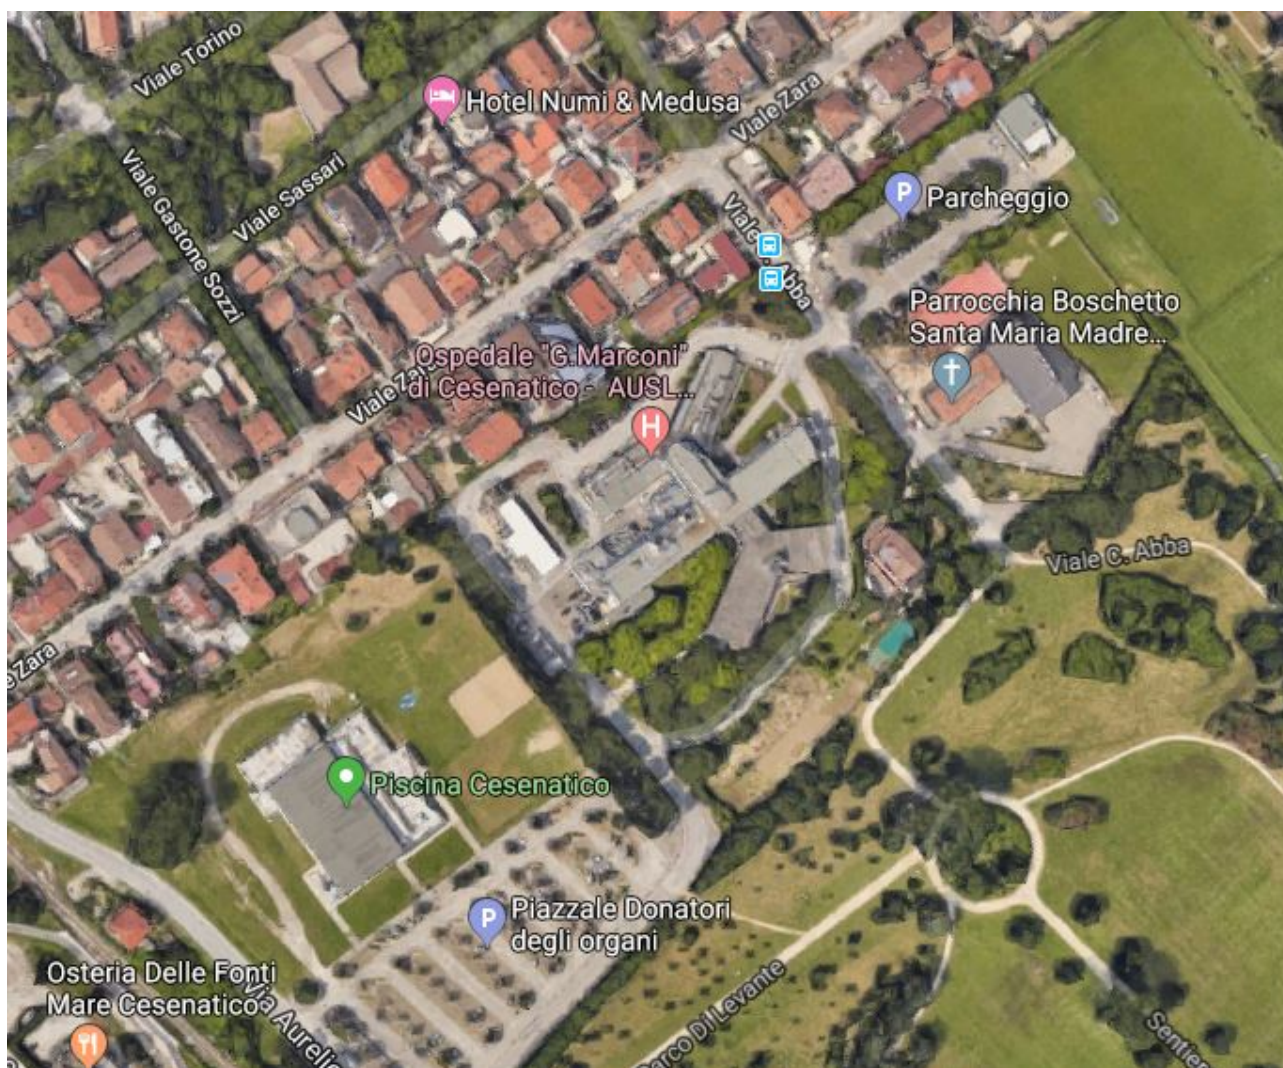 Viale Torino
Hotel Numi & Medusa
Viale Zara
Viale Gastone Sozzi
Viale Sassari
P
Parcheggio
Viale
Abba
Parrocchia Boschetto
Santa Maria Madre...
Ospedale "G.Marconi"
di Cesenatico - AUSL...
Viale Zara
H
Viale C. Abba
e Zara
Piscina Cesenatico
P
Piazzale Donatori
degli organi
Osteria Delle Fonti
Mare Cesenatico
Via Aurelio
Parco Di Levante
Sentier